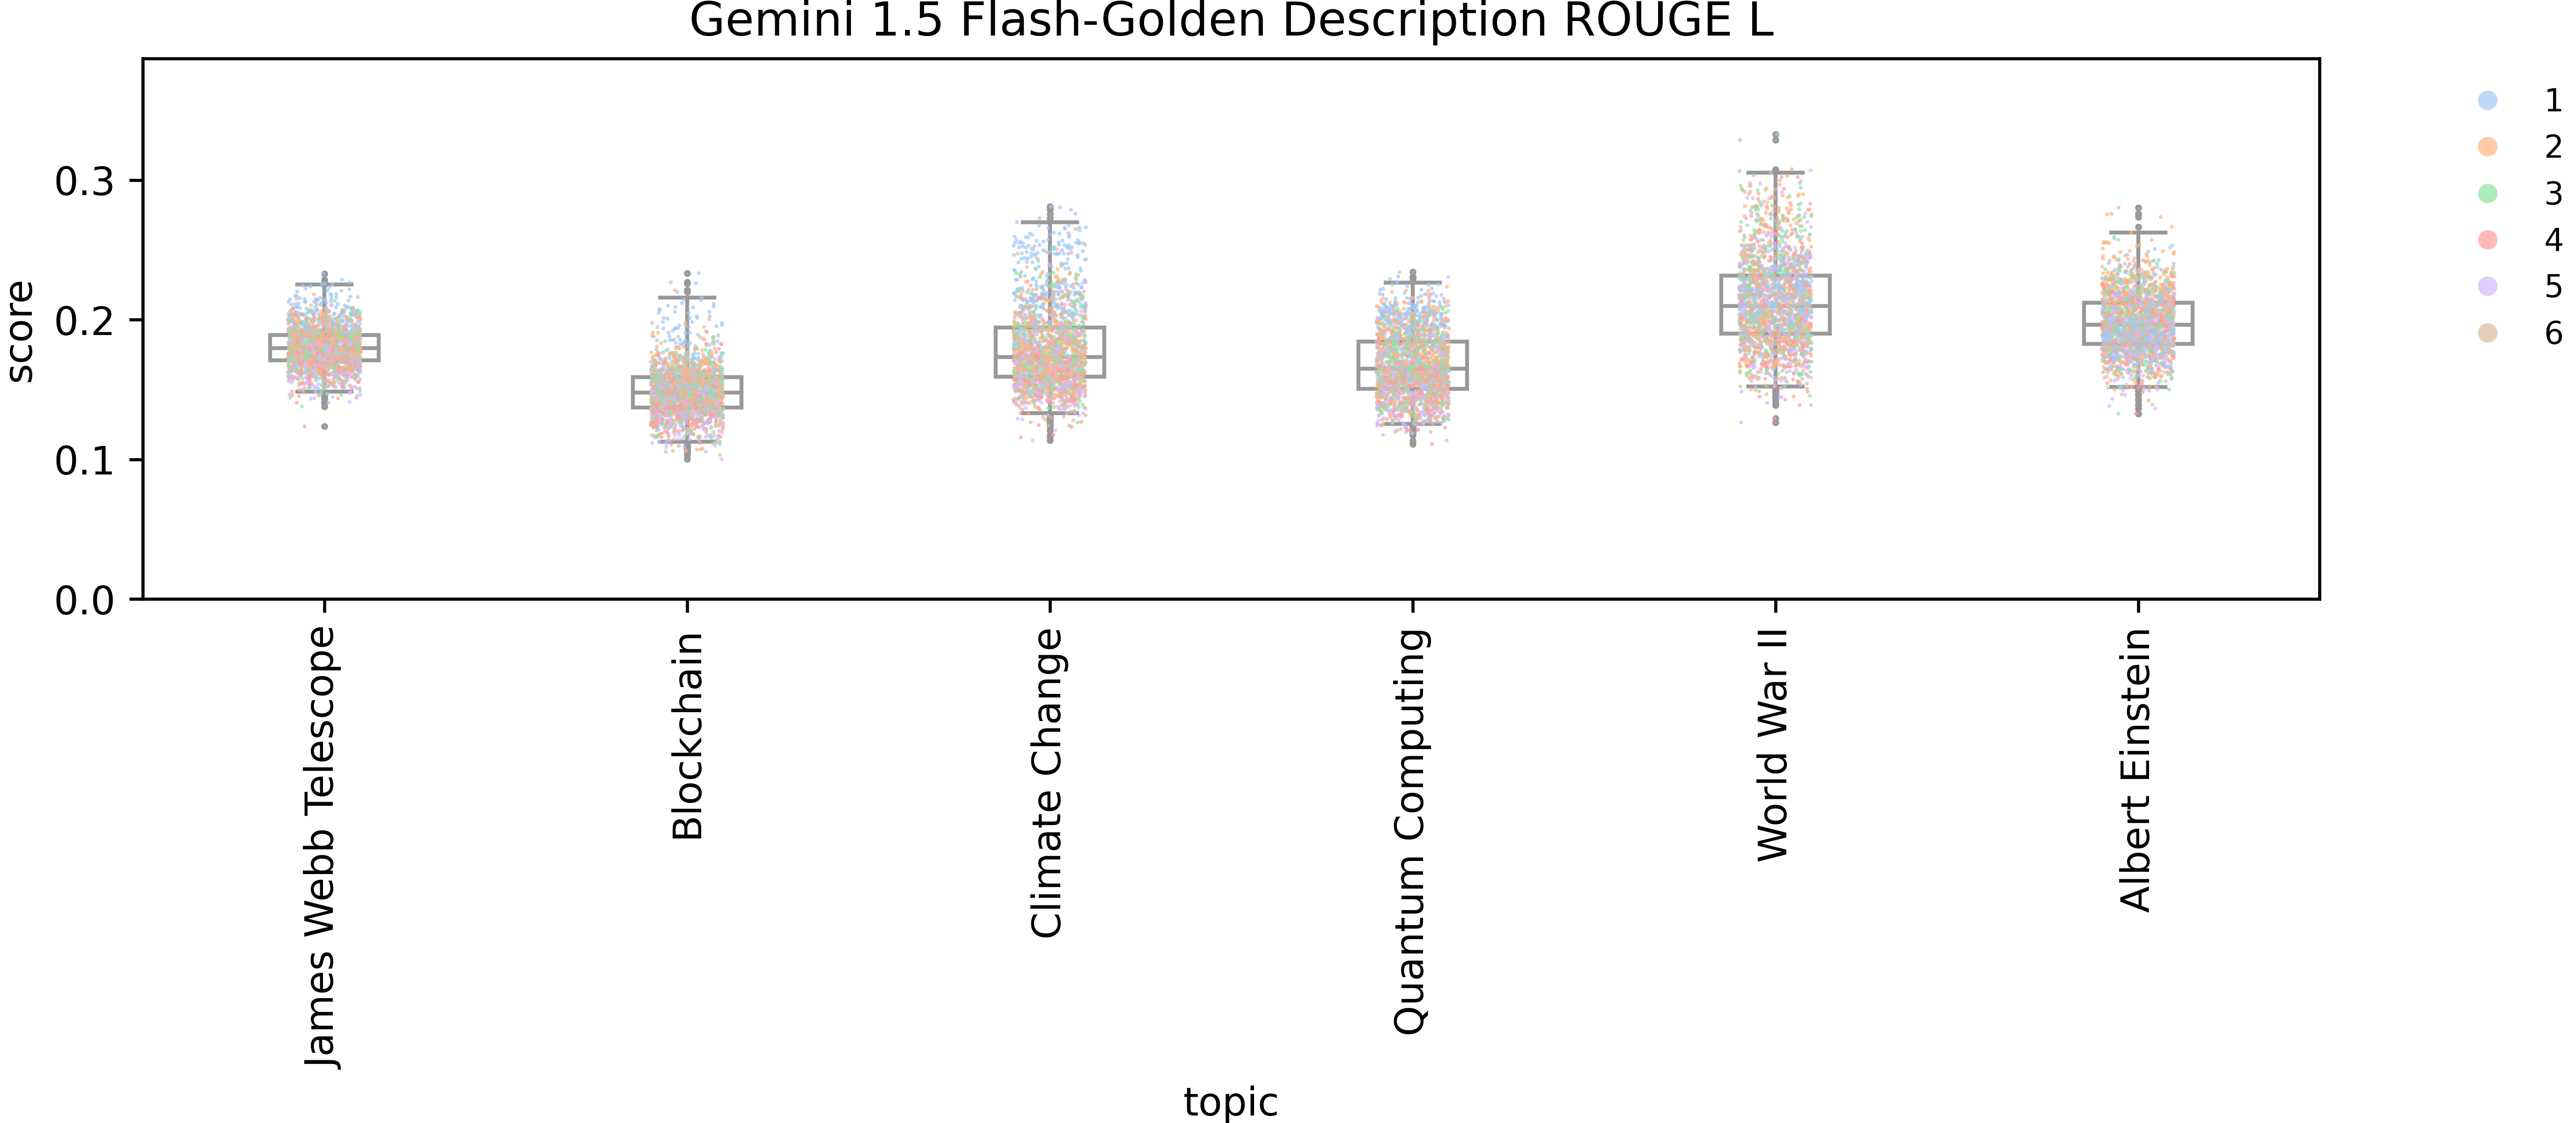 Gemini 1.5 Flash-Golden Description ROUGE L
score
0.3
0.2
0.1
0.0
1
2
3
4
5
6
James Webb Telescope
Blockchain
Climate Change
Quantum Computing
World War II
Albert Einstein
topic